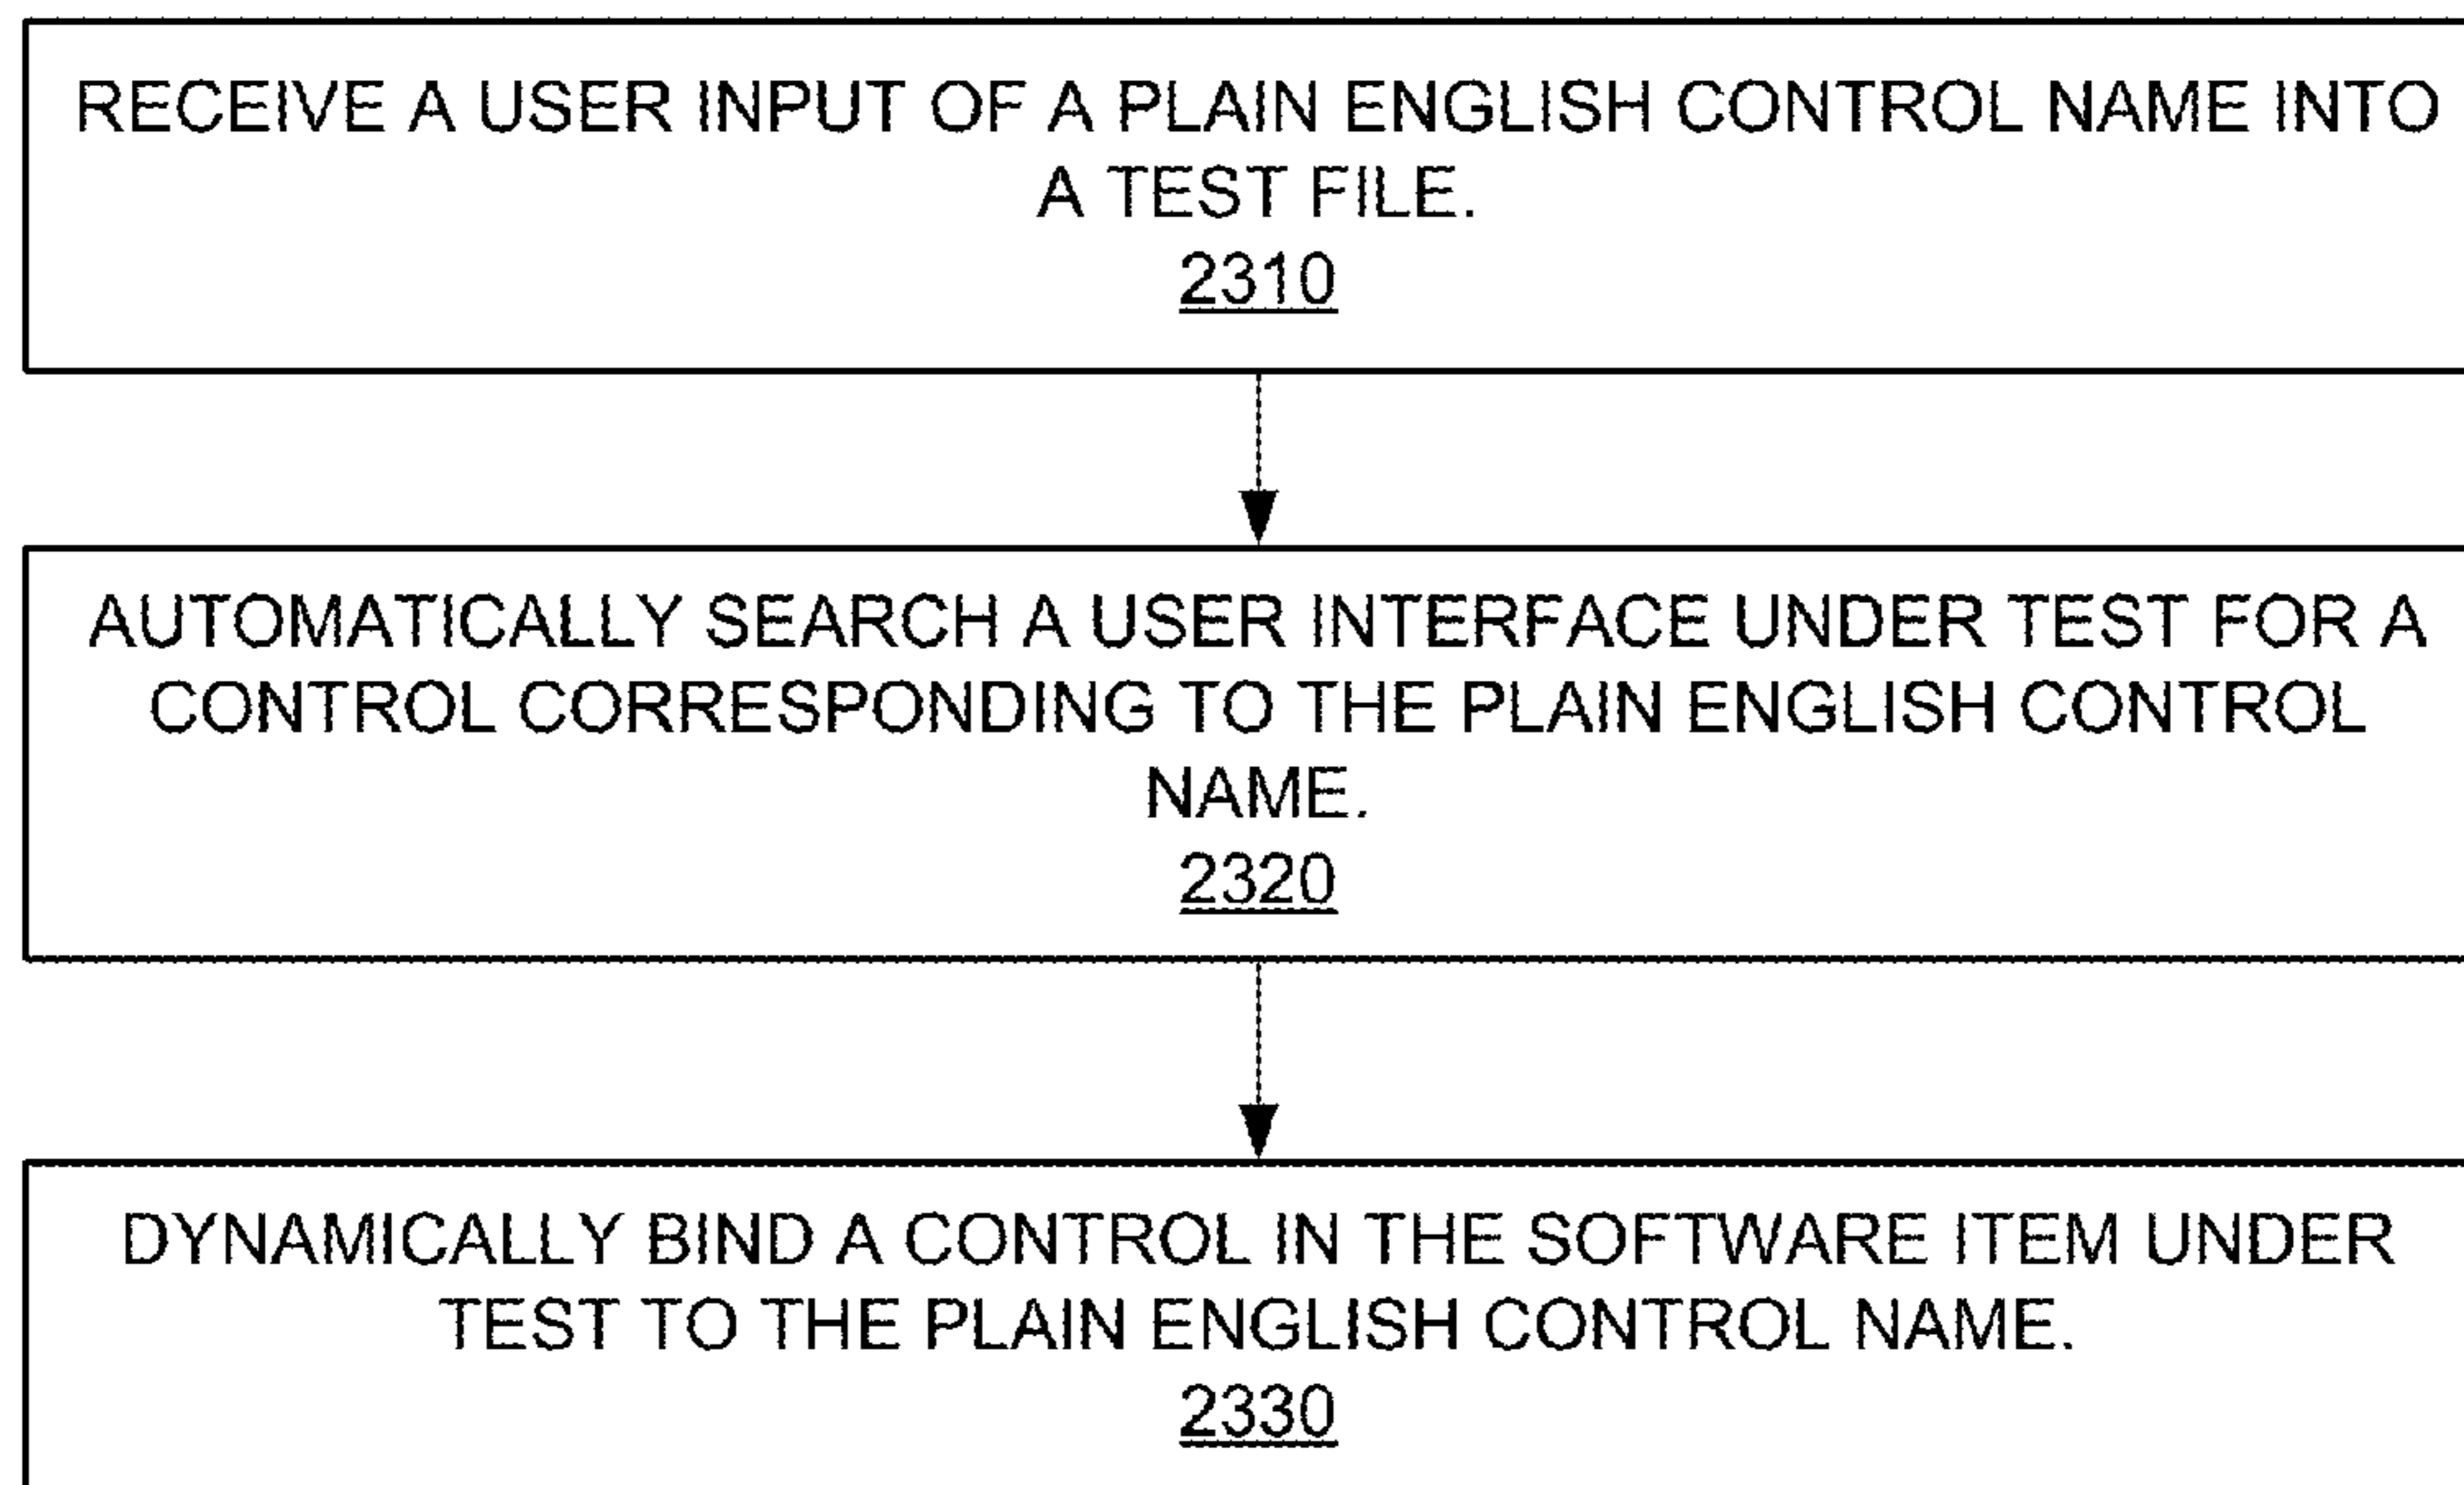 RECEIVE A USER INPUT OF A PLAIN ENGLISH CONTROL NAME INTO
A TEST FILE.
2310
AUTOMATICALLY SEARCH A USER INTERFACE UNDER TEST FOR A
CONTROL CORRESPONDING TO THE PLAIN ENGLISH CONTROL
NAME.
2320
DYNAMICALLY BIND A CONTROL IN THE SOFTWARE ITEM UNDER
TEST TO THE PLAIN ENGLISH CONTROL NAME.
2330